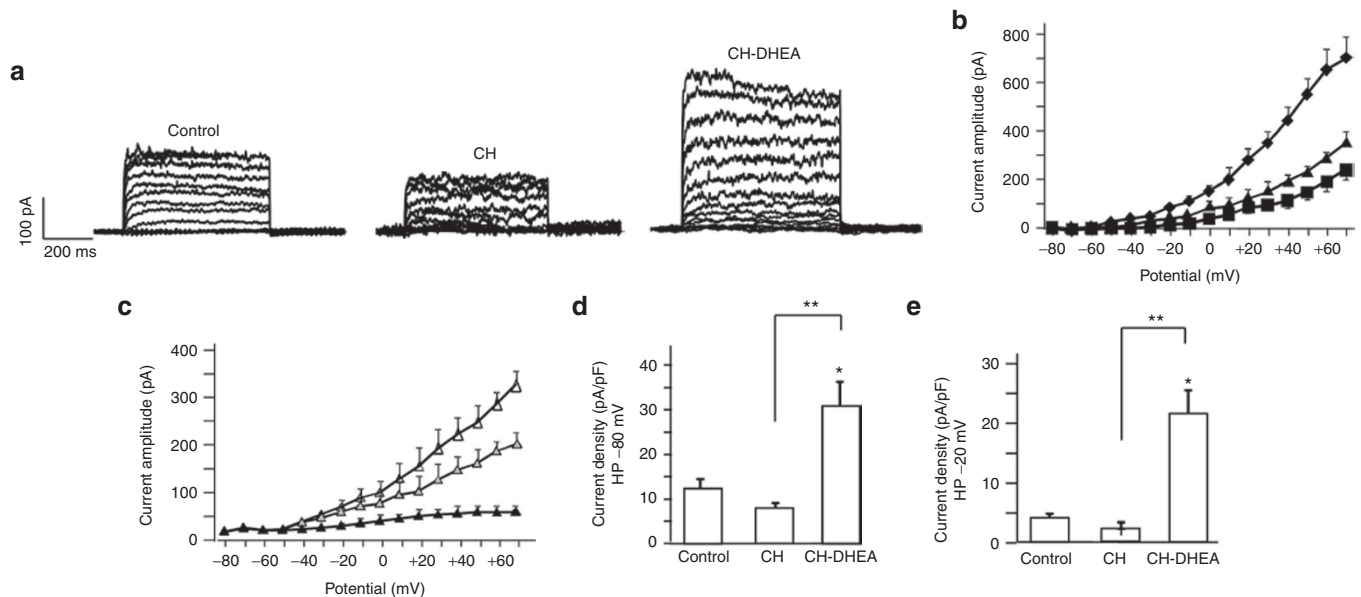 a
Control
CH
CH-DHEA
100 pA
200 ms
b
Current amplitude (pA)
800
600
400
200
0
–80 –60 –40 –20 0 +20 +40 +60
Potential (mV)
c
Current amplitude (pA)
400
300
200
100
0
–80 –60 –40 –20 0 +20 +40 +60
Potential (mV)
d
**
*
Current density (pA/pF)
HP –80 mV
40
30
20
10
0
Control CH CH-DHEA
e
**
*
Current density (pA/pF)
HP –20 mV
30
20
10
0
Control CH CH-DHEA